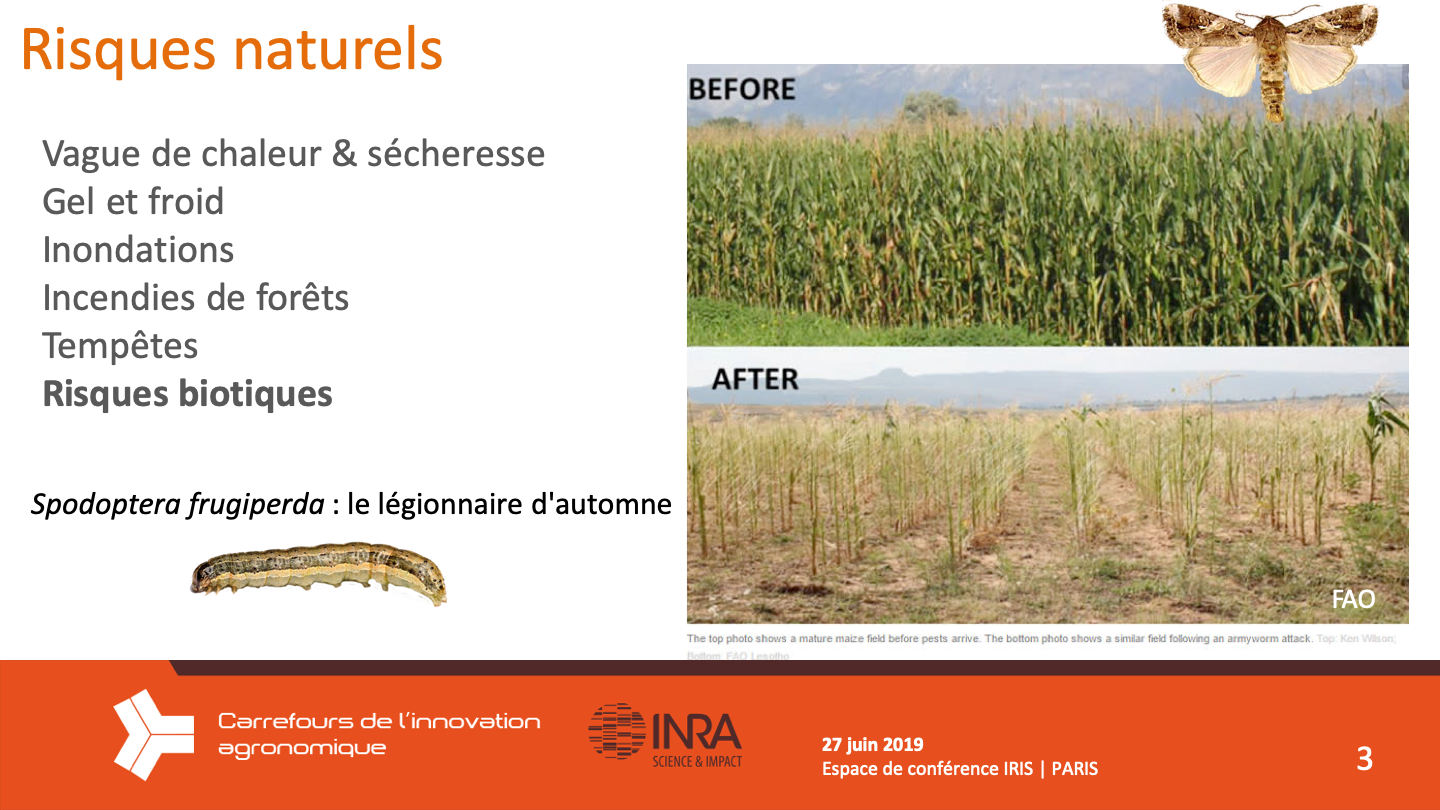 Risques naturels
Vague de chaleur & sécheresse
Gel et froid
Inondations
Incendies de forêts
Tempêtes
Risques biotiques
Spodoptera frugiperda : le légionnaire d'automne
BEFORE
AFTER
FAO
The top photo shows a mature maize field before pests arrive. The bottom photo shows a similar field following an armyworm attack. Top: Ken Wilson;
Bottom: FAO Lesotho
Carrefours de l'innovation
agronomique
INRA
SCIENCE & IMPACT
27 juin 2019
Espace de conférence IRIS | PARIS
3